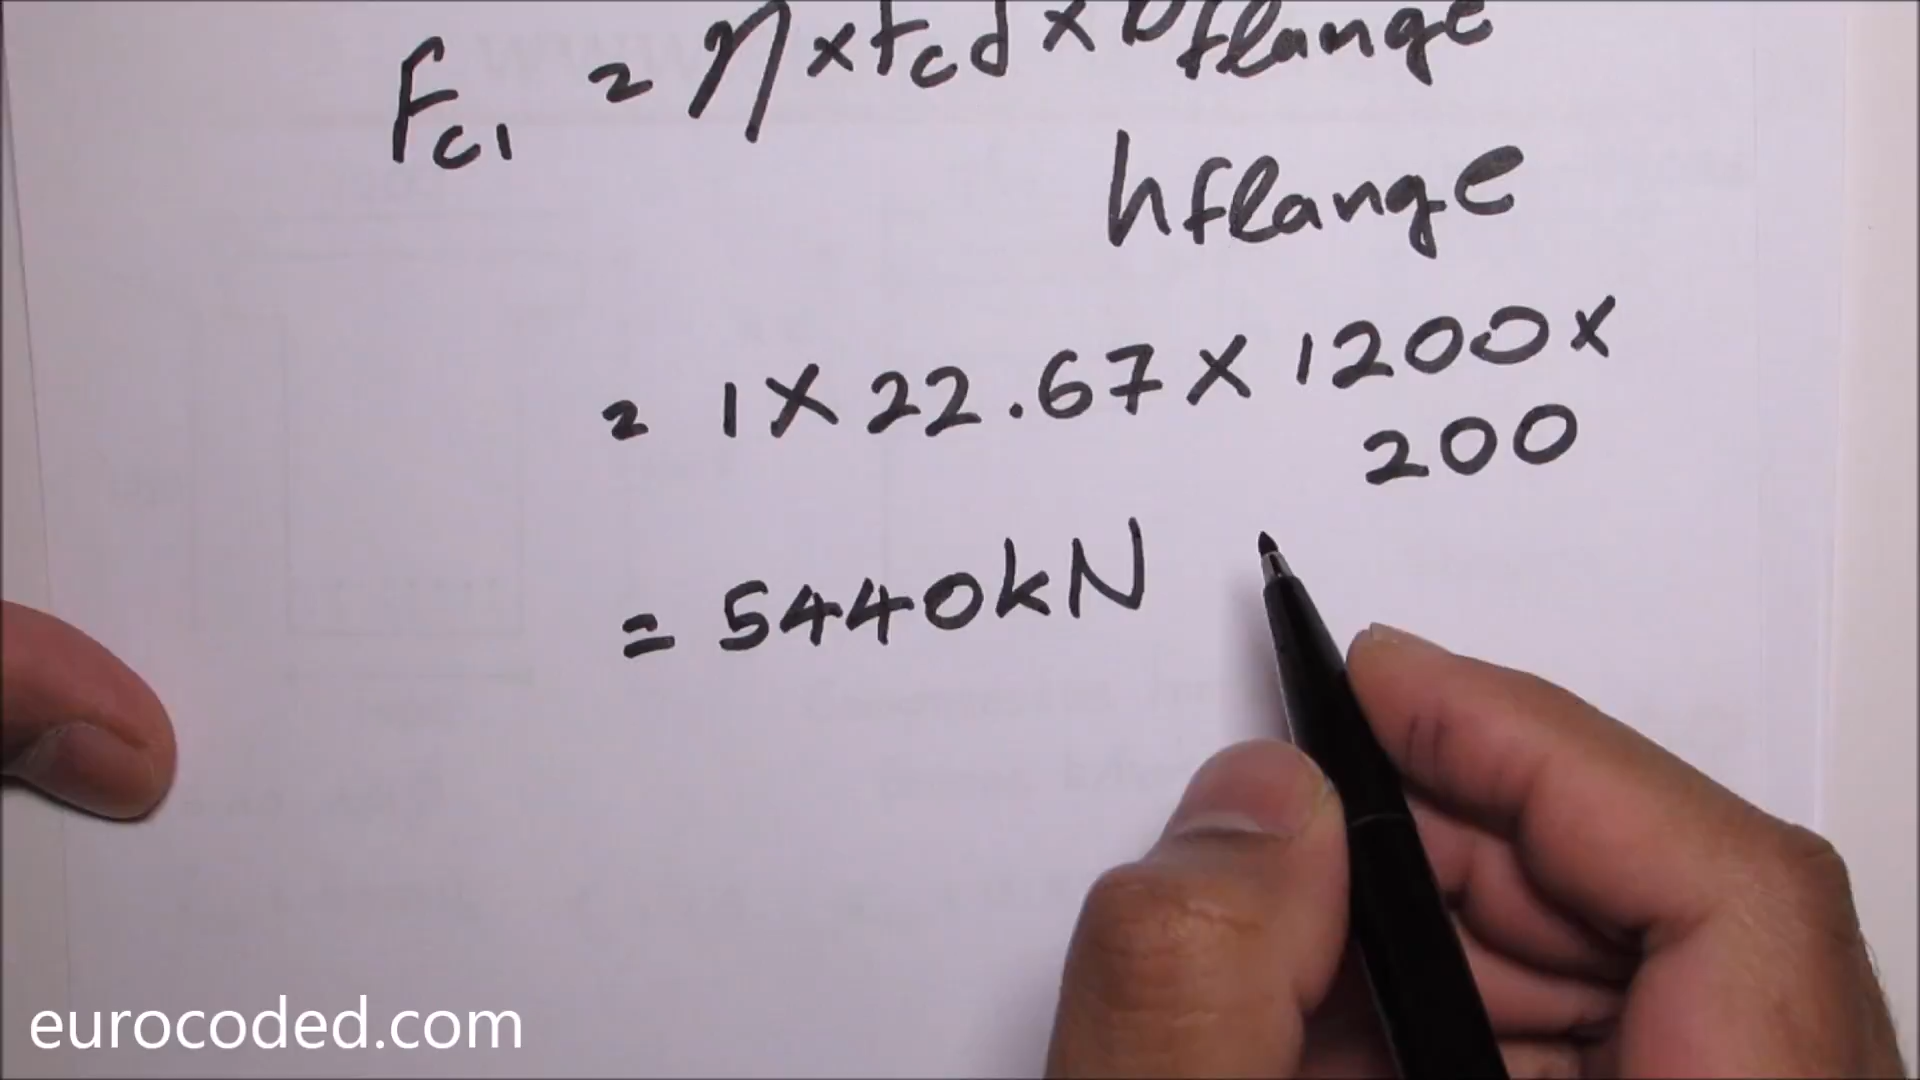 Fc1 = η × fcd × bflange
hflange
= 1 × 22.67 × 1200 ×
200
= 5440kN
eurocoded.com